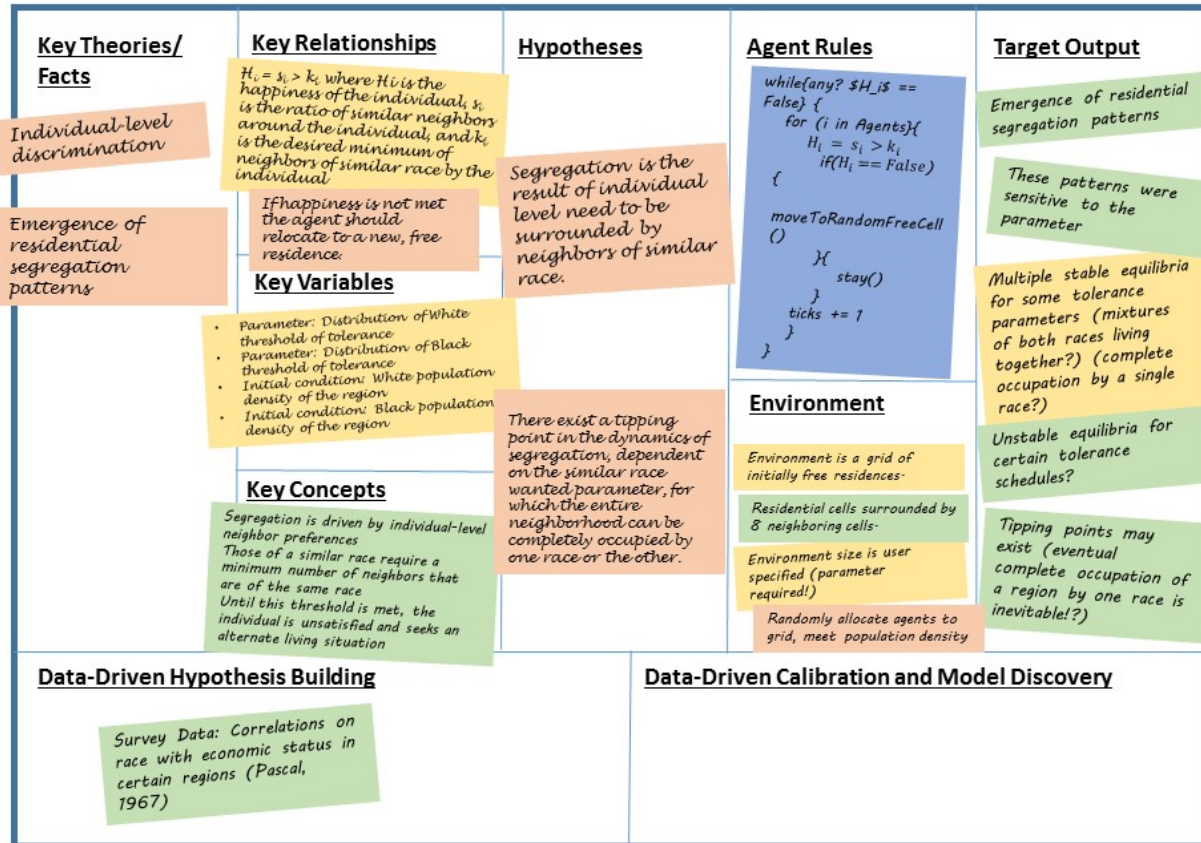 Key Theories/
Facts
Individual-level
discrimination
Emergence of
residential
segregation
patterns
Key Relationships
H_i = s_i > k_i where Hi is the
happiness of the individual, s_i
is the ratio of similar neighbors
around the individual, and k_i
is the desired minimum of
neighbors of similar race by the
individual
If happiness is not met
the agent should
relocate to a new, free
residence.
Key Variables
• Parameter: Distribution of White
threshold of tolerance
• Parameter: Distribution of Black
threshold of tolerance
• Initial condition: White population
density of the region
• Initial condition: Black population
density of the region
Key Concepts
Segregation is driven by individual-level
neighbor preferences
Those of a similar race require a
minimum number of neighbors that
are of the same race
Until this threshold is met, the
individual is unsatisfied and seeks an
alternate living situation
Hypotheses
Segregation is the
result of individual
level need to be
surrounded by
neighbors of similar
race.
There exist a tipping
point in the dynamics of
segregation, dependent
on the similar race
wanted parameter, for
which the entire
neighborhood can be
completely occupied by
one race or the other.
Agent Rules
while{any? $H_i$ ==
False} {
for (i in Agents){
H_i = s_i > k_i
if(H_i == False)
{
moveToRandomFreeCell
()
}{
stay()
}
ticks += 1
}
}
Environment
Environment is a grid of
initially free residences.
Residential cells surrounded by
8 neighboring cells.
Environment size is user
specified (parameter
required!)
Randomly allocate agents to
grid, meet population density
Target Output
Emergence of residential
segregation patterns
These patterns were
sensitive to the
parameter
Multiple stable equilibria
for some tolerance
parameters (mixtures
of both races living
together?) (complete
occupation by a single
race?)
Unstable equilibria for
certain tolerance
schedules?
Tipping points may
exist (eventual
complete occupation of
a region by one race is
inevitable!?)
Data-Driven Hypothesis Building
Survey Data: Correlations on
race with economic status in
certain regions (Pascal,
1967)
Data-Driven Calibration and Model Discovery